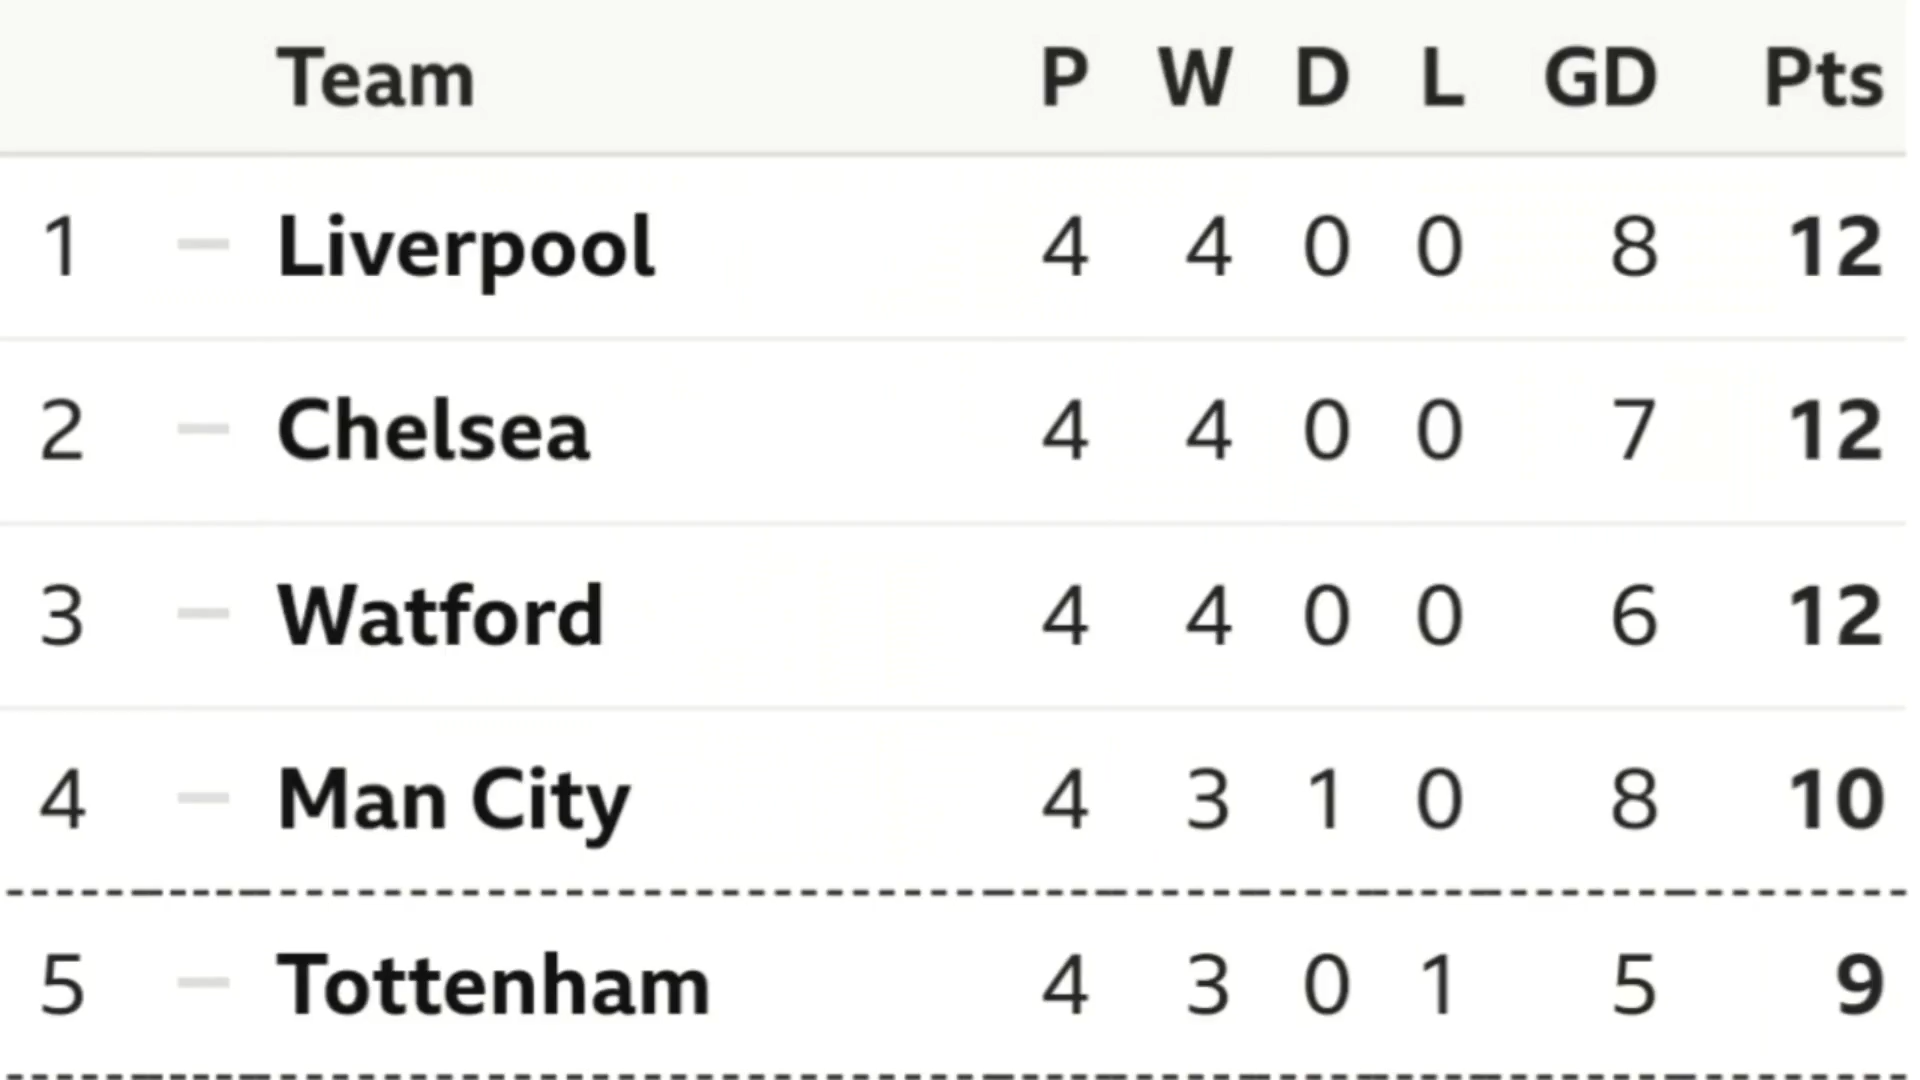 Team P W D L GD Pts
1 – Liverpool 4 4 0 0 8 12
2 – Chelsea 4 4 0 0 7 12
3 – Watford 4 4 0 0 6 12
4 – Man City 4 3 1 0 8 10
5 – Tottenham 4 3 0 1 5 9